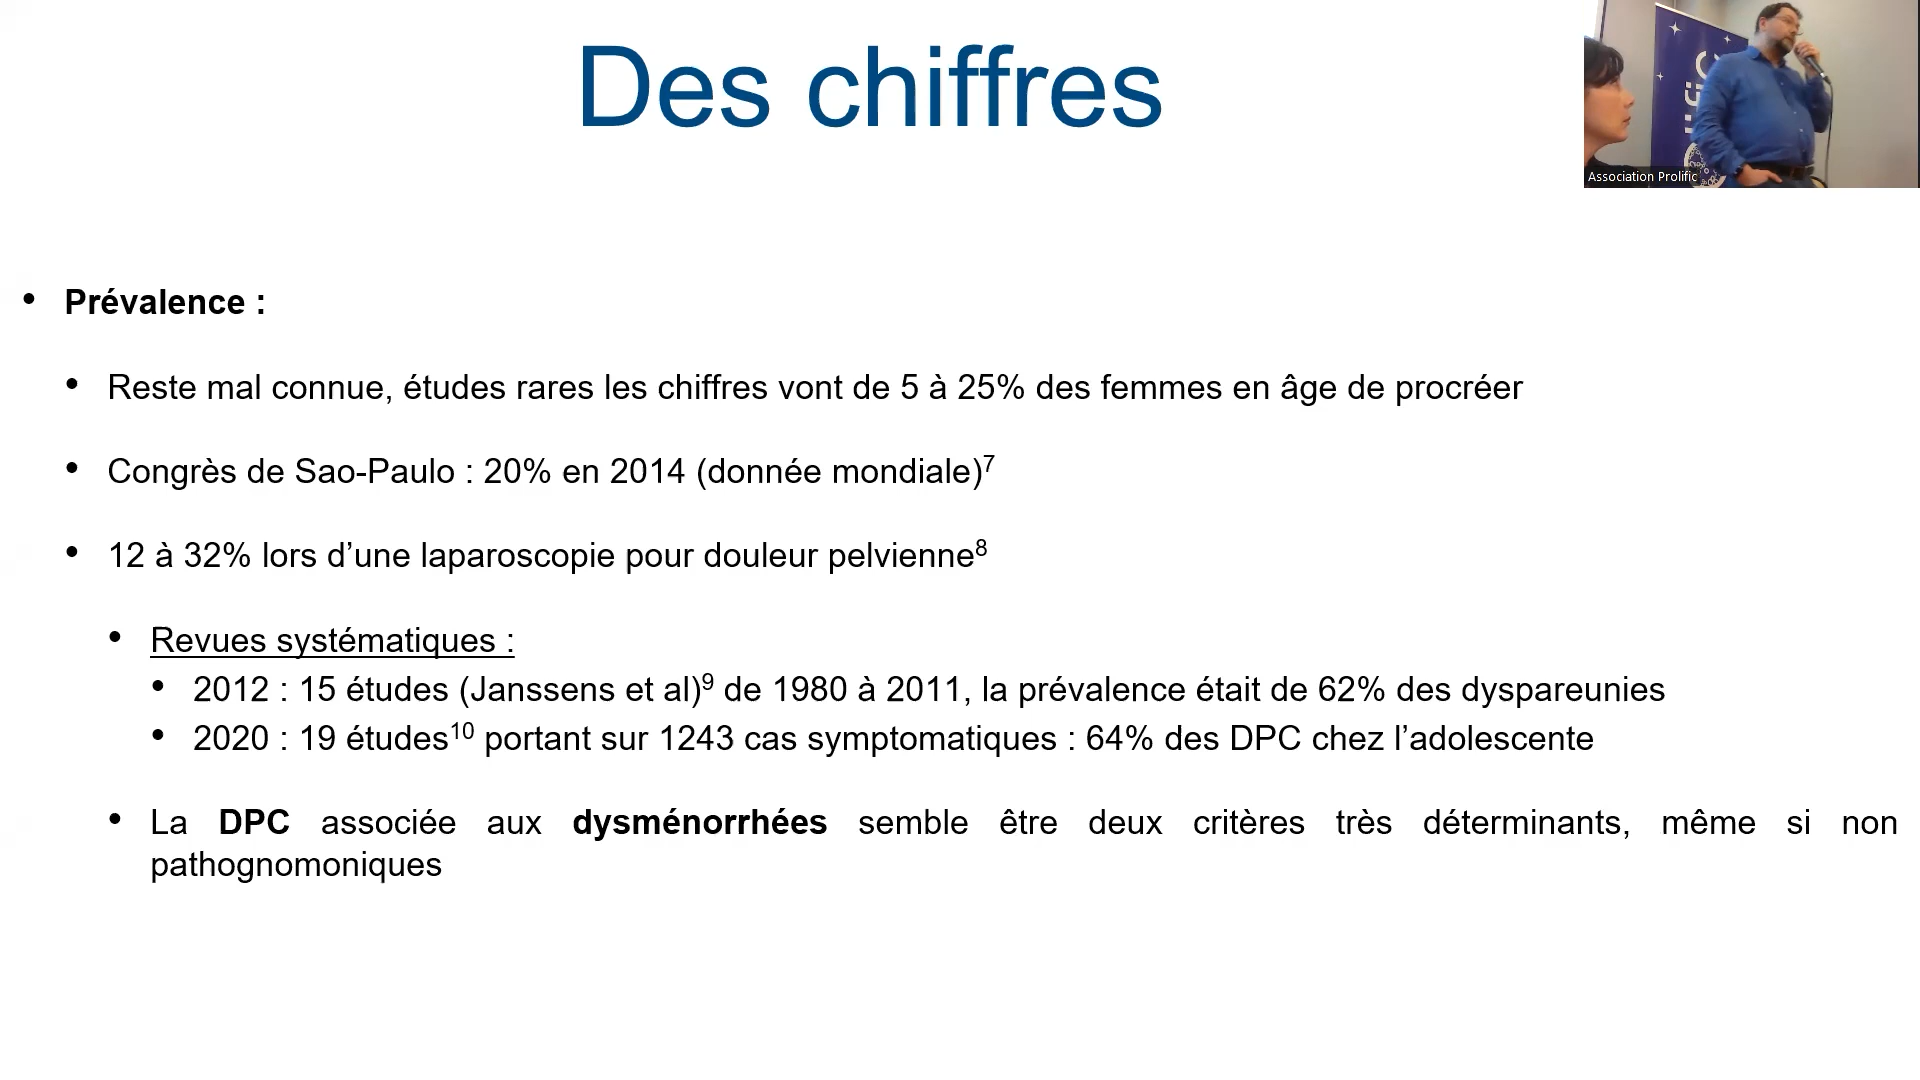 Des chiffres
Association Prolific
• Prévalence :
• Reste mal connue, études rares les chiffres vont de 5 à 25% des femmes en âge de procréer
• Congrès de Sao-Paulo : 20% en 2014 (donnée mondiale)⁷
• 12 à 32% lors d’une laparoscopie pour douleur pelvienne⁸
• Revues systématiques :
• 2012 : 15 études (Janssens et al)⁹ de 1980 à 2011, la prévalence était de 62% des dyspareunies
• 2020 : 19 études¹⁰ portant sur 1243 cas symptomatiques : 64% des DPC chez l’adolescente
• La DPC associée aux dysménorrhées semble être deux critères très déterminants, même si non
pathognomoniques